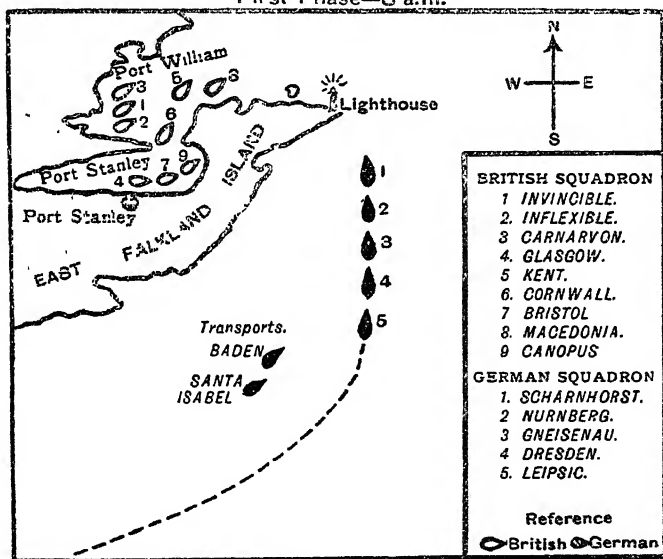 First Phase—8 a.m.
Port William
3
5
8
1
2
6
Lighthouse
N
W
E
S
Port Stanley
9
4
7
Port Stanley
EAST FALKLAND ISLAND
1
2
3
4
5
Transports.
BADEN
SANTA
ISABEL
BRITISH SQUADRON
1 INVINCIBLE.
2. INFLEXIBLE.
3 CARNARVON.
4. GLASGOW.
5 KENT.
6. CORNWALL.
7 BRISTOL
8. MACEDONIA.
9 CANOPUS
GERMAN SQUADRON
1. SCHARNHORST.
2 NURNBERG.
3 GNEISENAU.
4 DRESDEN.
5. LEIPSIC.
Reference
British German